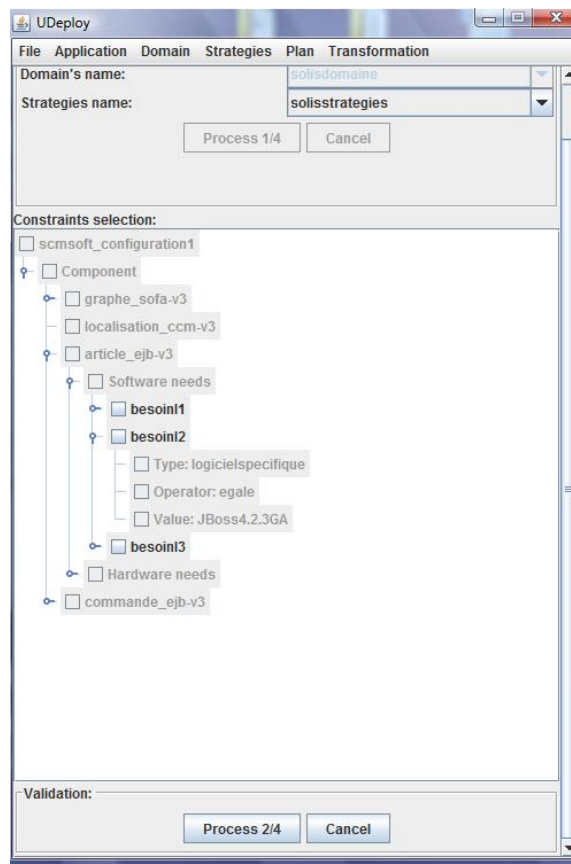 UDeploy
File Application Domain Strategies Plan Transformation
Domain's name: solisdomaine
Strategies name: solisstrategies
Process 1/4 Cancel
Constraints selection:
scmsoft_configuration1
Component
graphe_sofa-v3
localisation_ccm-v3
article_ejb-v3
Software needs
besoinl1
besoinl2
Type: logicielspecifique
Operator: egale
Value: JBoss4.2.3GA
besoinl3
Hardware needs
commande_ejb-v3
Validation:
Process 2/4 Cancel